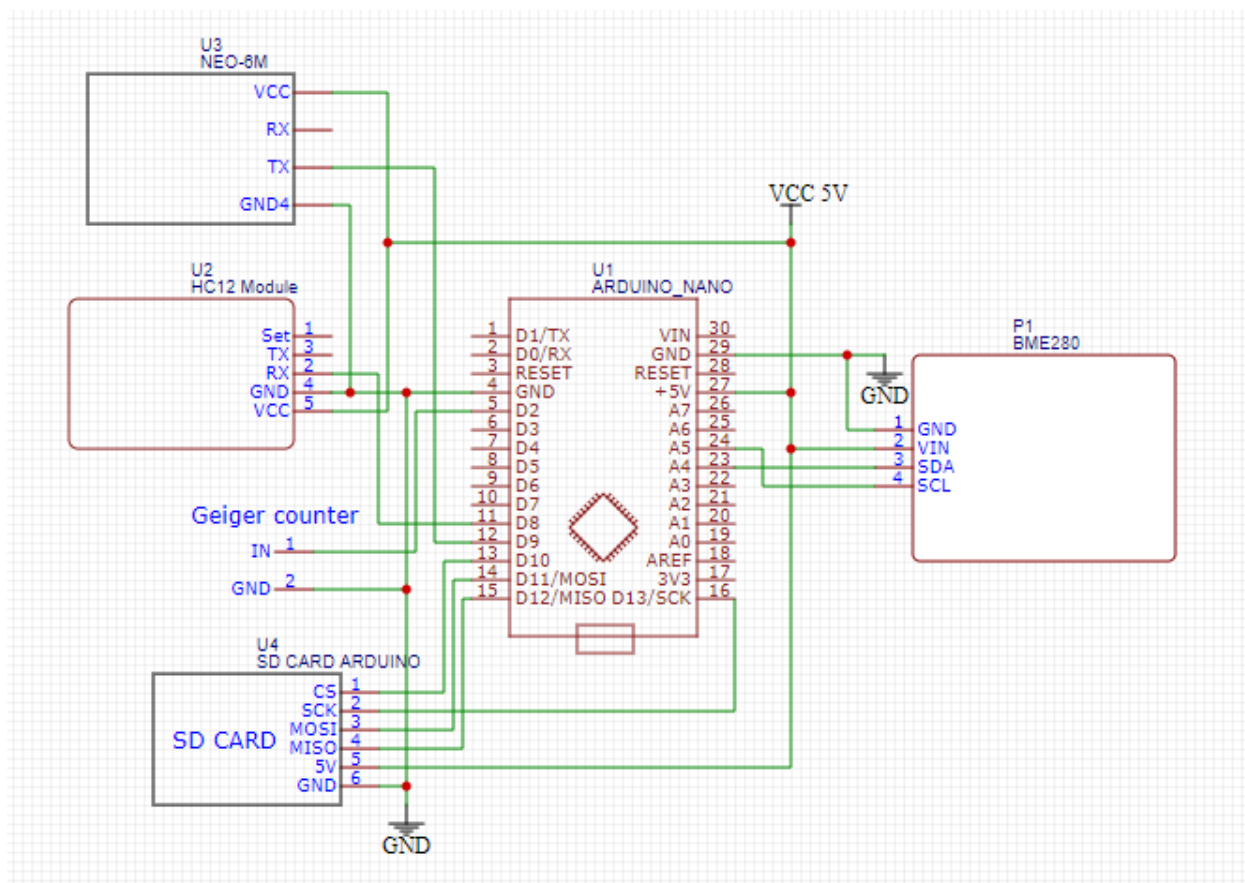 U3
NEO-6M
VCC
RX
TX
GND4
VCC 5V
U2
HC12 Module
Set 1
TX 3
RX 2
GND 4
VCC 5
U1
ARDUINO_NANO
1 D1/TX VIN 30
2 D0/RX GND 29
3 RESET RESET 28
4 GND +5V 27
5 D2 A7 26
6 D3 A6 25
7 D4 A5 24
8 D5 A4 23
9 D6 A3 22
10 D7 A2 21
11 D8 A1 20
12 D9 A0 19
13 D10 AREF 18
14 D11/MOSI 3V3 17
15 D12/MISO D13/SCK 16
P1
BME280
GND
1 GND
2 VIN
3 SDA
4 SCL
Geiger counter
IN 1
GND 2
U4
SD CARD ARDUINO
SD CARD
CS 1
SCK 2
MOSI 3
MISO 4
5V 5
GND 6
GND